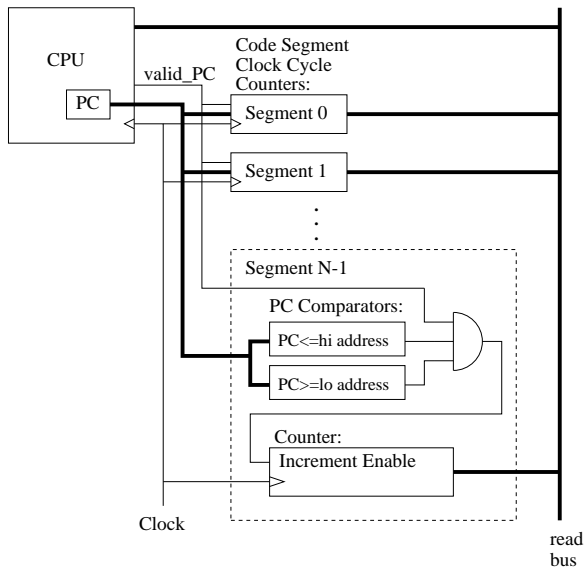 CPU
PC
valid_PC
Code Segment
Clock Cycle
Counters:
Segment 0
Segment 1
Segment N-1
PC Comparators:
PC<=hi address
PC>=lo address
Counter:
Increment Enable
Clock
read
bus